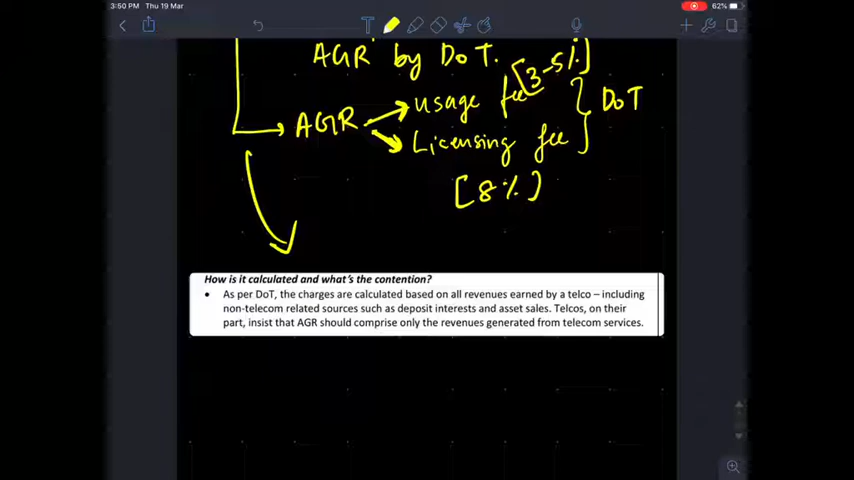 3:50 PM Thu 19 Mar
62%
AGR by DoT.
[3-5%]
usage fee
AGR
DoT
Licensing fee
[8%]
How is it calculated and what's the contention?
• As per DoT, the charges are calculated based on all revenues earned by a telco – including
non-telecom related sources such as deposit interests and asset sales. Telcos, on their
part, insist that AGR should comprise only the revenues generated from telecom services.